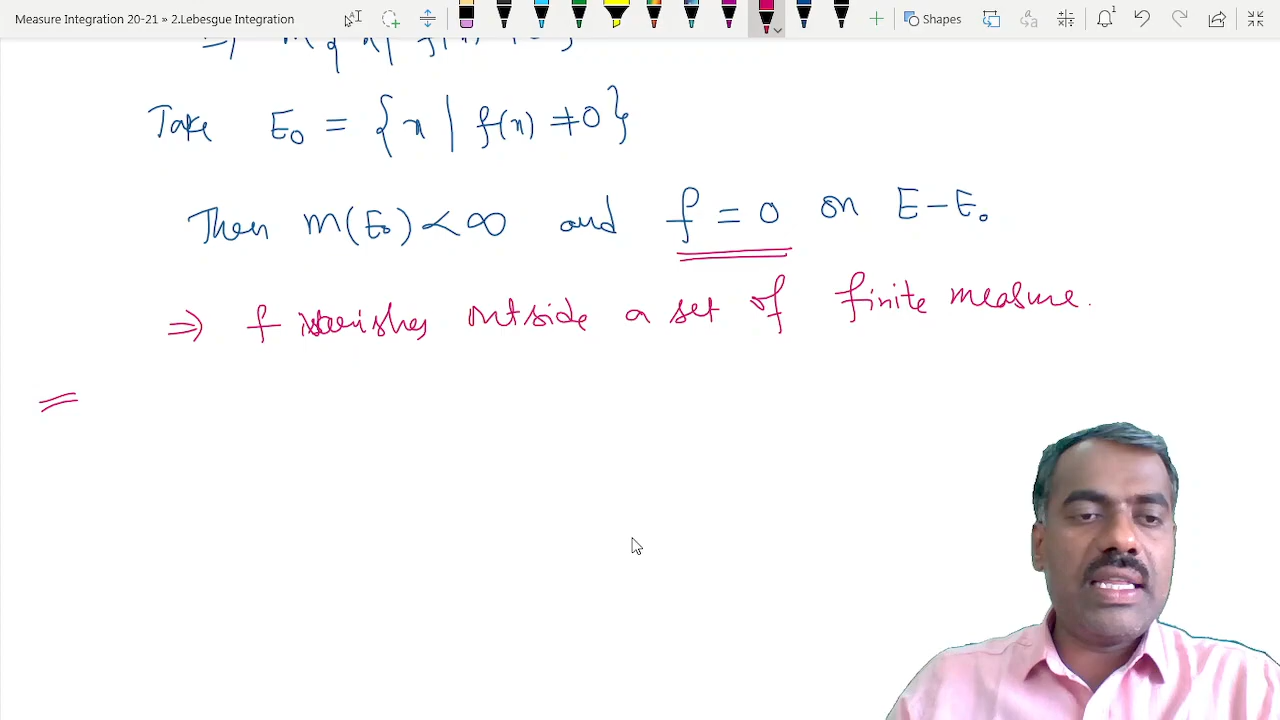 Measure Integration 20-21 » 2.Lebesgue Integration
Shapes
Take E₀ = { x | f(x) ≠ 0 }
Then m(E₀) < ∞ and f = 0 on E − E₀
⇒ f vanishes outside a set of finite measure.